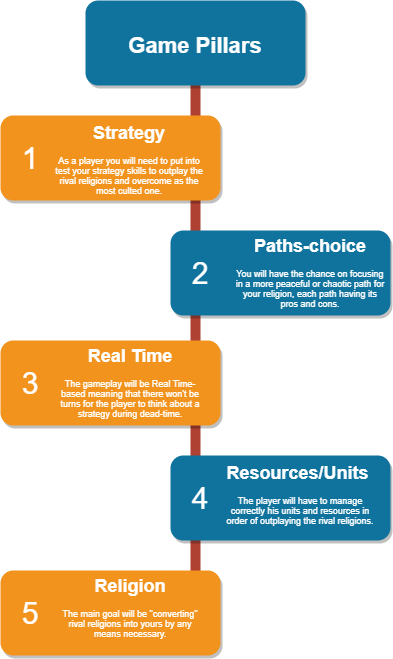 Game Pillars
1
Strategy
As a player you will need to put into
test your strategy skills to outplay the
rival religions and overcome as the
most culted one.
2
Paths-choice
You will have the chance on focusing
in a more peaceful or chaotic path for
your religion, each path having its
pros and cons.
3
Real Time
The gameplay will be Real Time-
based meaning that there won't be
turns for the player to think about a
strategy during dead-time.
4
Resources/Units
The player will have to manage
correctly his units and resources in
order of outplaying the rival religions.
5
Religion
The main goal will be "converting"
rival religions into yours by any
means necessary.